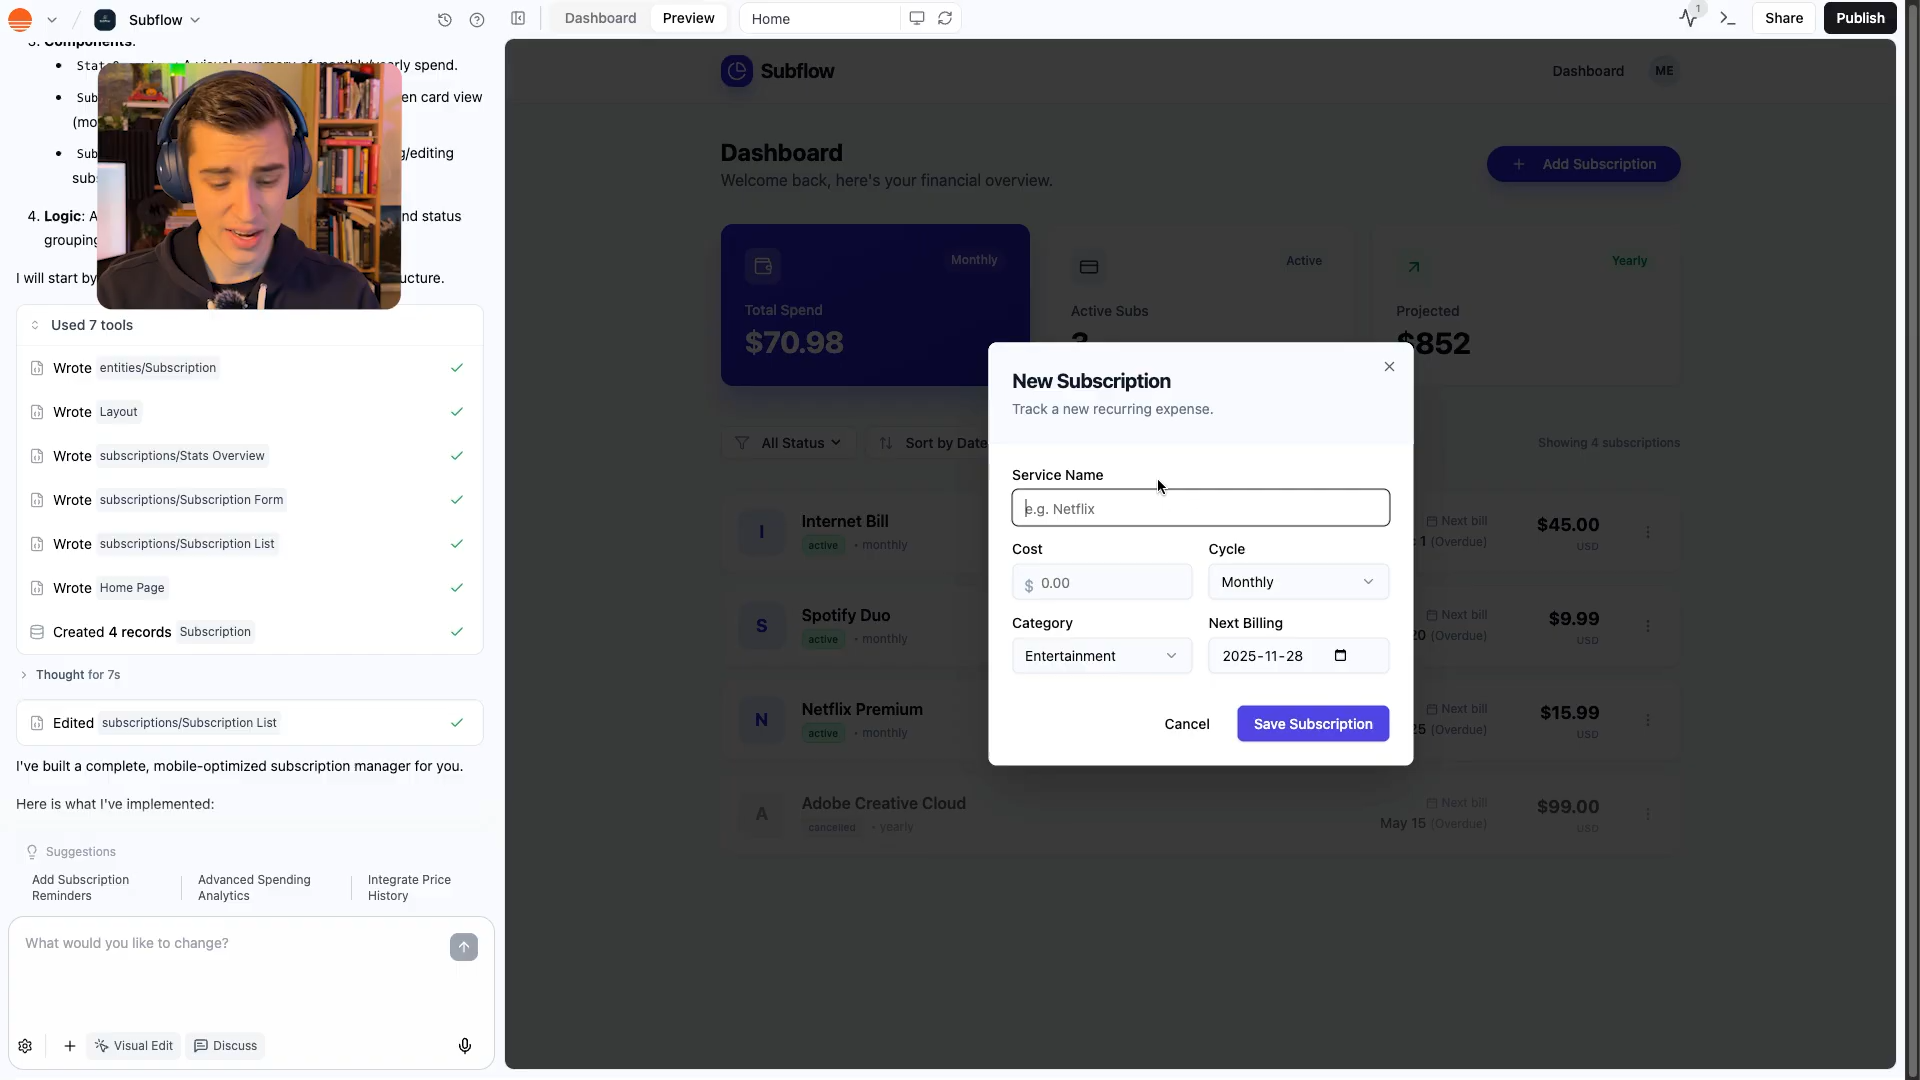 Subflow
Dashboard
Preview
Home
1
Share
Publish
3. Components:
monthly/yearly spend.
en card view
(mo
g/editing
subs
4. Logic: A
nd status
grouping
I will start by
ucture.
Used 7 tools
Wrote entities/Subscription
Wrote Layout
Wrote subscriptions/Stats Overview
Wrote subscriptions/Subscription Form
Wrote subscriptions/Subscription List
Wrote Home Page
Created 4 records Subscription
Thought for 7s
Edited subscriptions/Subscription List
I've built a complete, mobile-optimized subscription manager for you.
Here is what I've implemented:
Suggestions
Add Subscription
Reminders
Advanced Spending
Analytics
Integrate Price
History
What would you like to change?
Visual Edit
Discuss
Subflow
Dashboard
ME
Dashboard
Welcome back, here's your financial overview.
+ Add Subscription
Monthly
Total Spend
$70.98
Active
Active Subs
3
Yearly
Projected
$852
All Status
Sort by Date
Showing 4 subscriptions
I
Internet Bill
active • monthly
Next bill
1 (Overdue)
$45.00
USD
S
Spotify Duo
active • monthly
Next bill
20 (Overdue)
$9.99
USD
N
Netflix Premium
active • monthly
Next bill
25 (Overdue)
$15.99
USD
A
Adobe Creative Cloud
cancelled • yearly
Next bill
May 15 (Overdue)
$99.00
USD
New Subscription
Track a new recurring expense.
Service Name
e.g. Netflix
Cost
$ 0.00
Cycle
Monthly
Category
Entertainment
Next Billing
2025-11-28
Cancel
Save Subscription